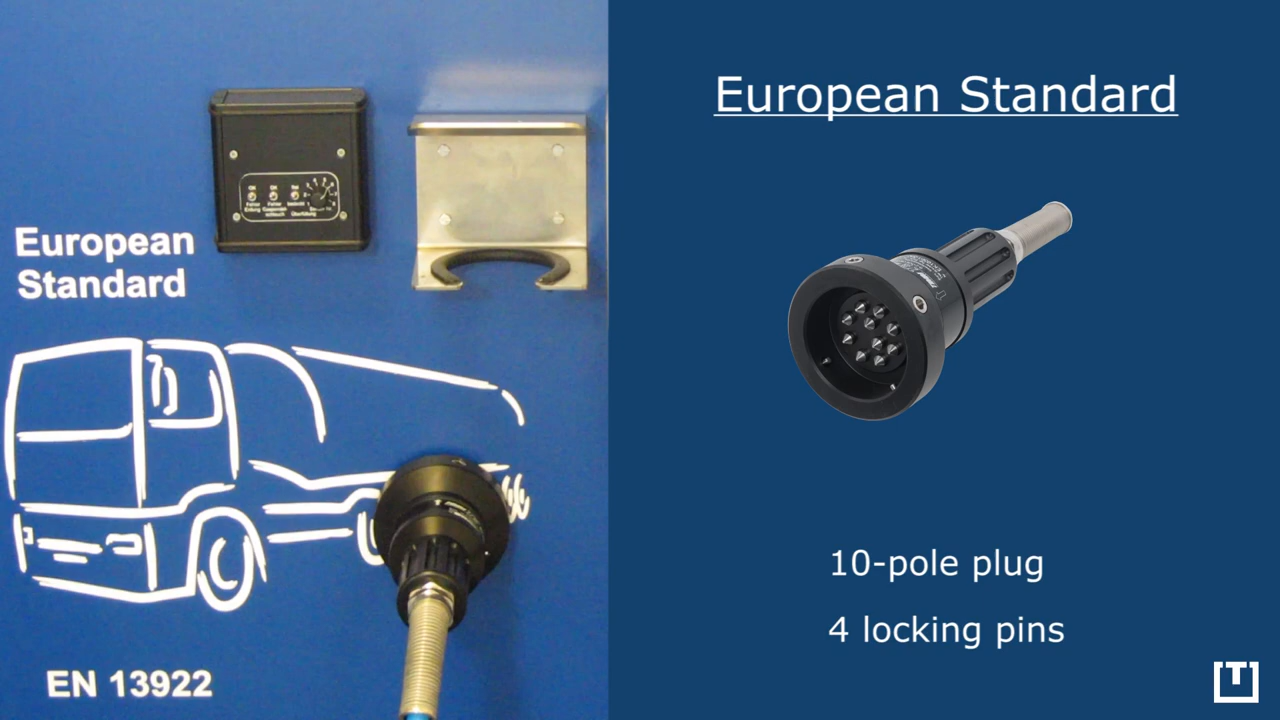 European
Standard
EN 13922
European Standard
10-pole plug
4 locking pins